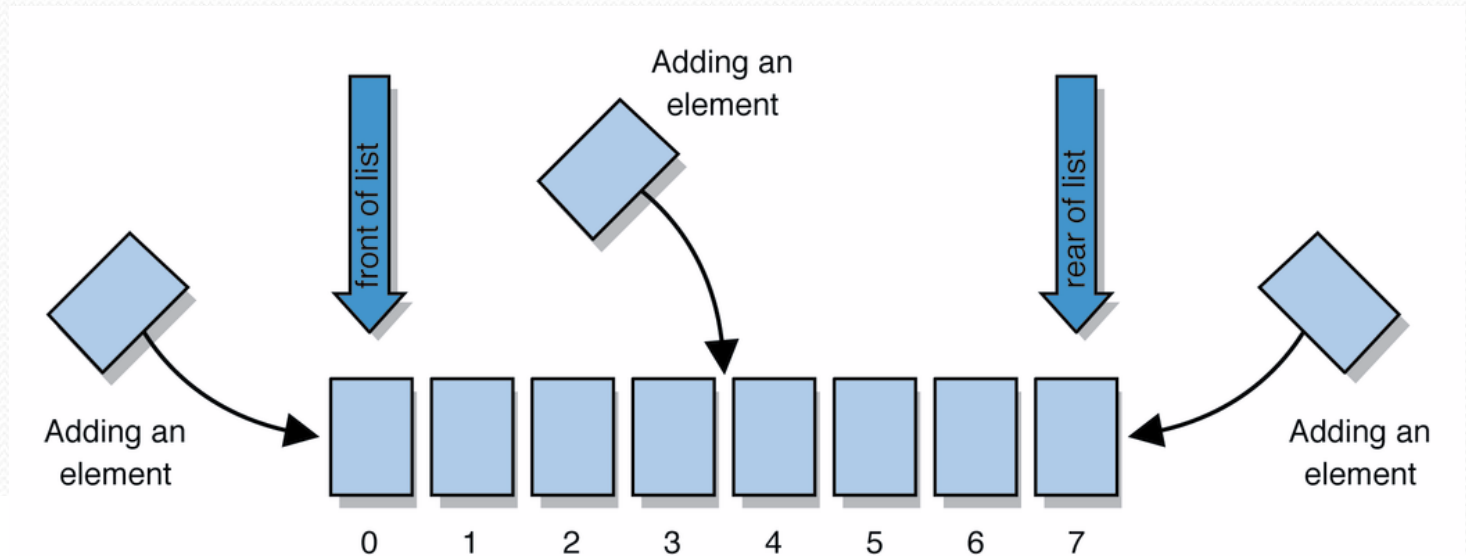 Adding an
element
front of list
rear of list
Adding an
element
Adding an
element
0 1 2 3 4 5 6 7